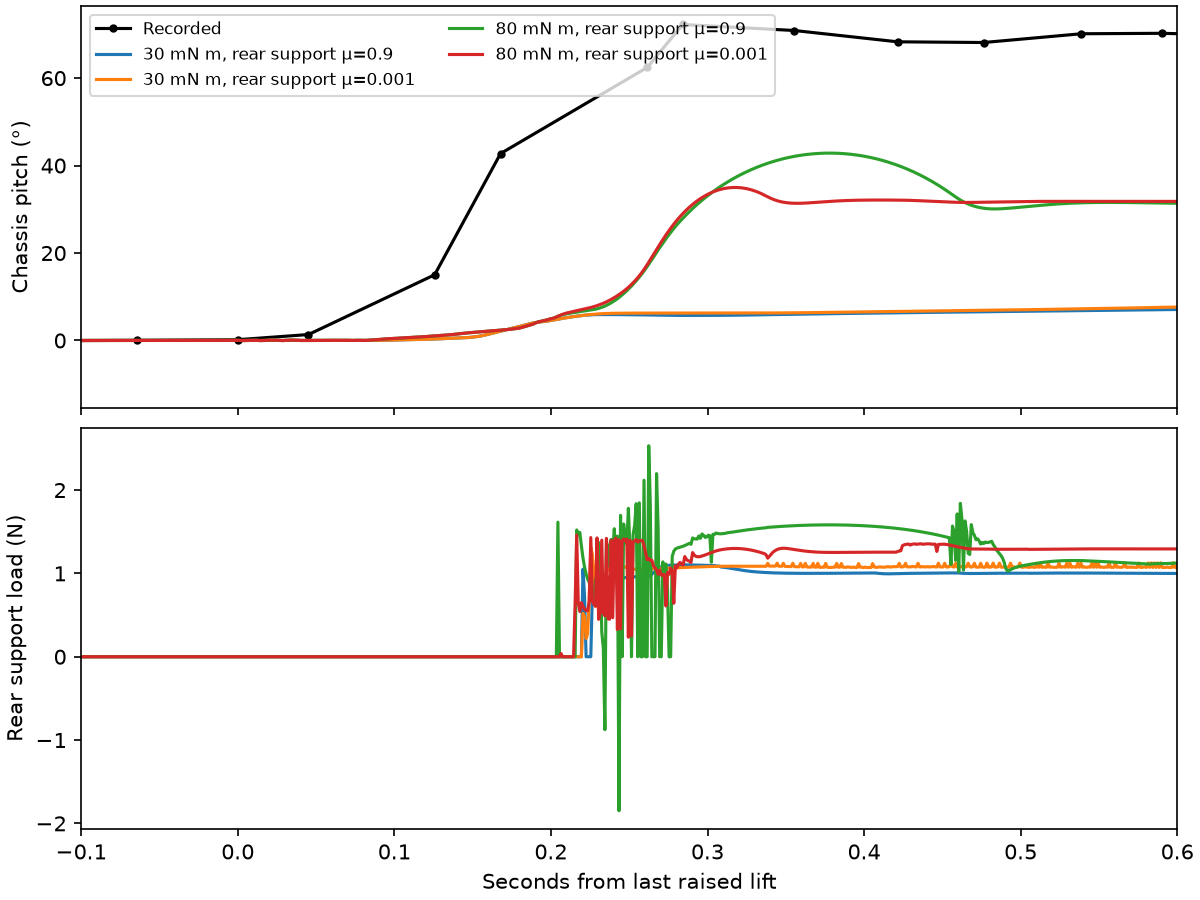 Recorded
30 mN m, rear support μ=0.9
30 mN m, rear support μ=0.001
80 mN m, rear support μ=0.9
80 mN m, rear support μ=0.001
Chassis pitch (°)
60
40
20
0
Rear support load (N)
2
1
0
−1
−2
−0.1 0.0 0.1 0.2 0.3 0.4 0.5 0.6
Seconds from last raised lift